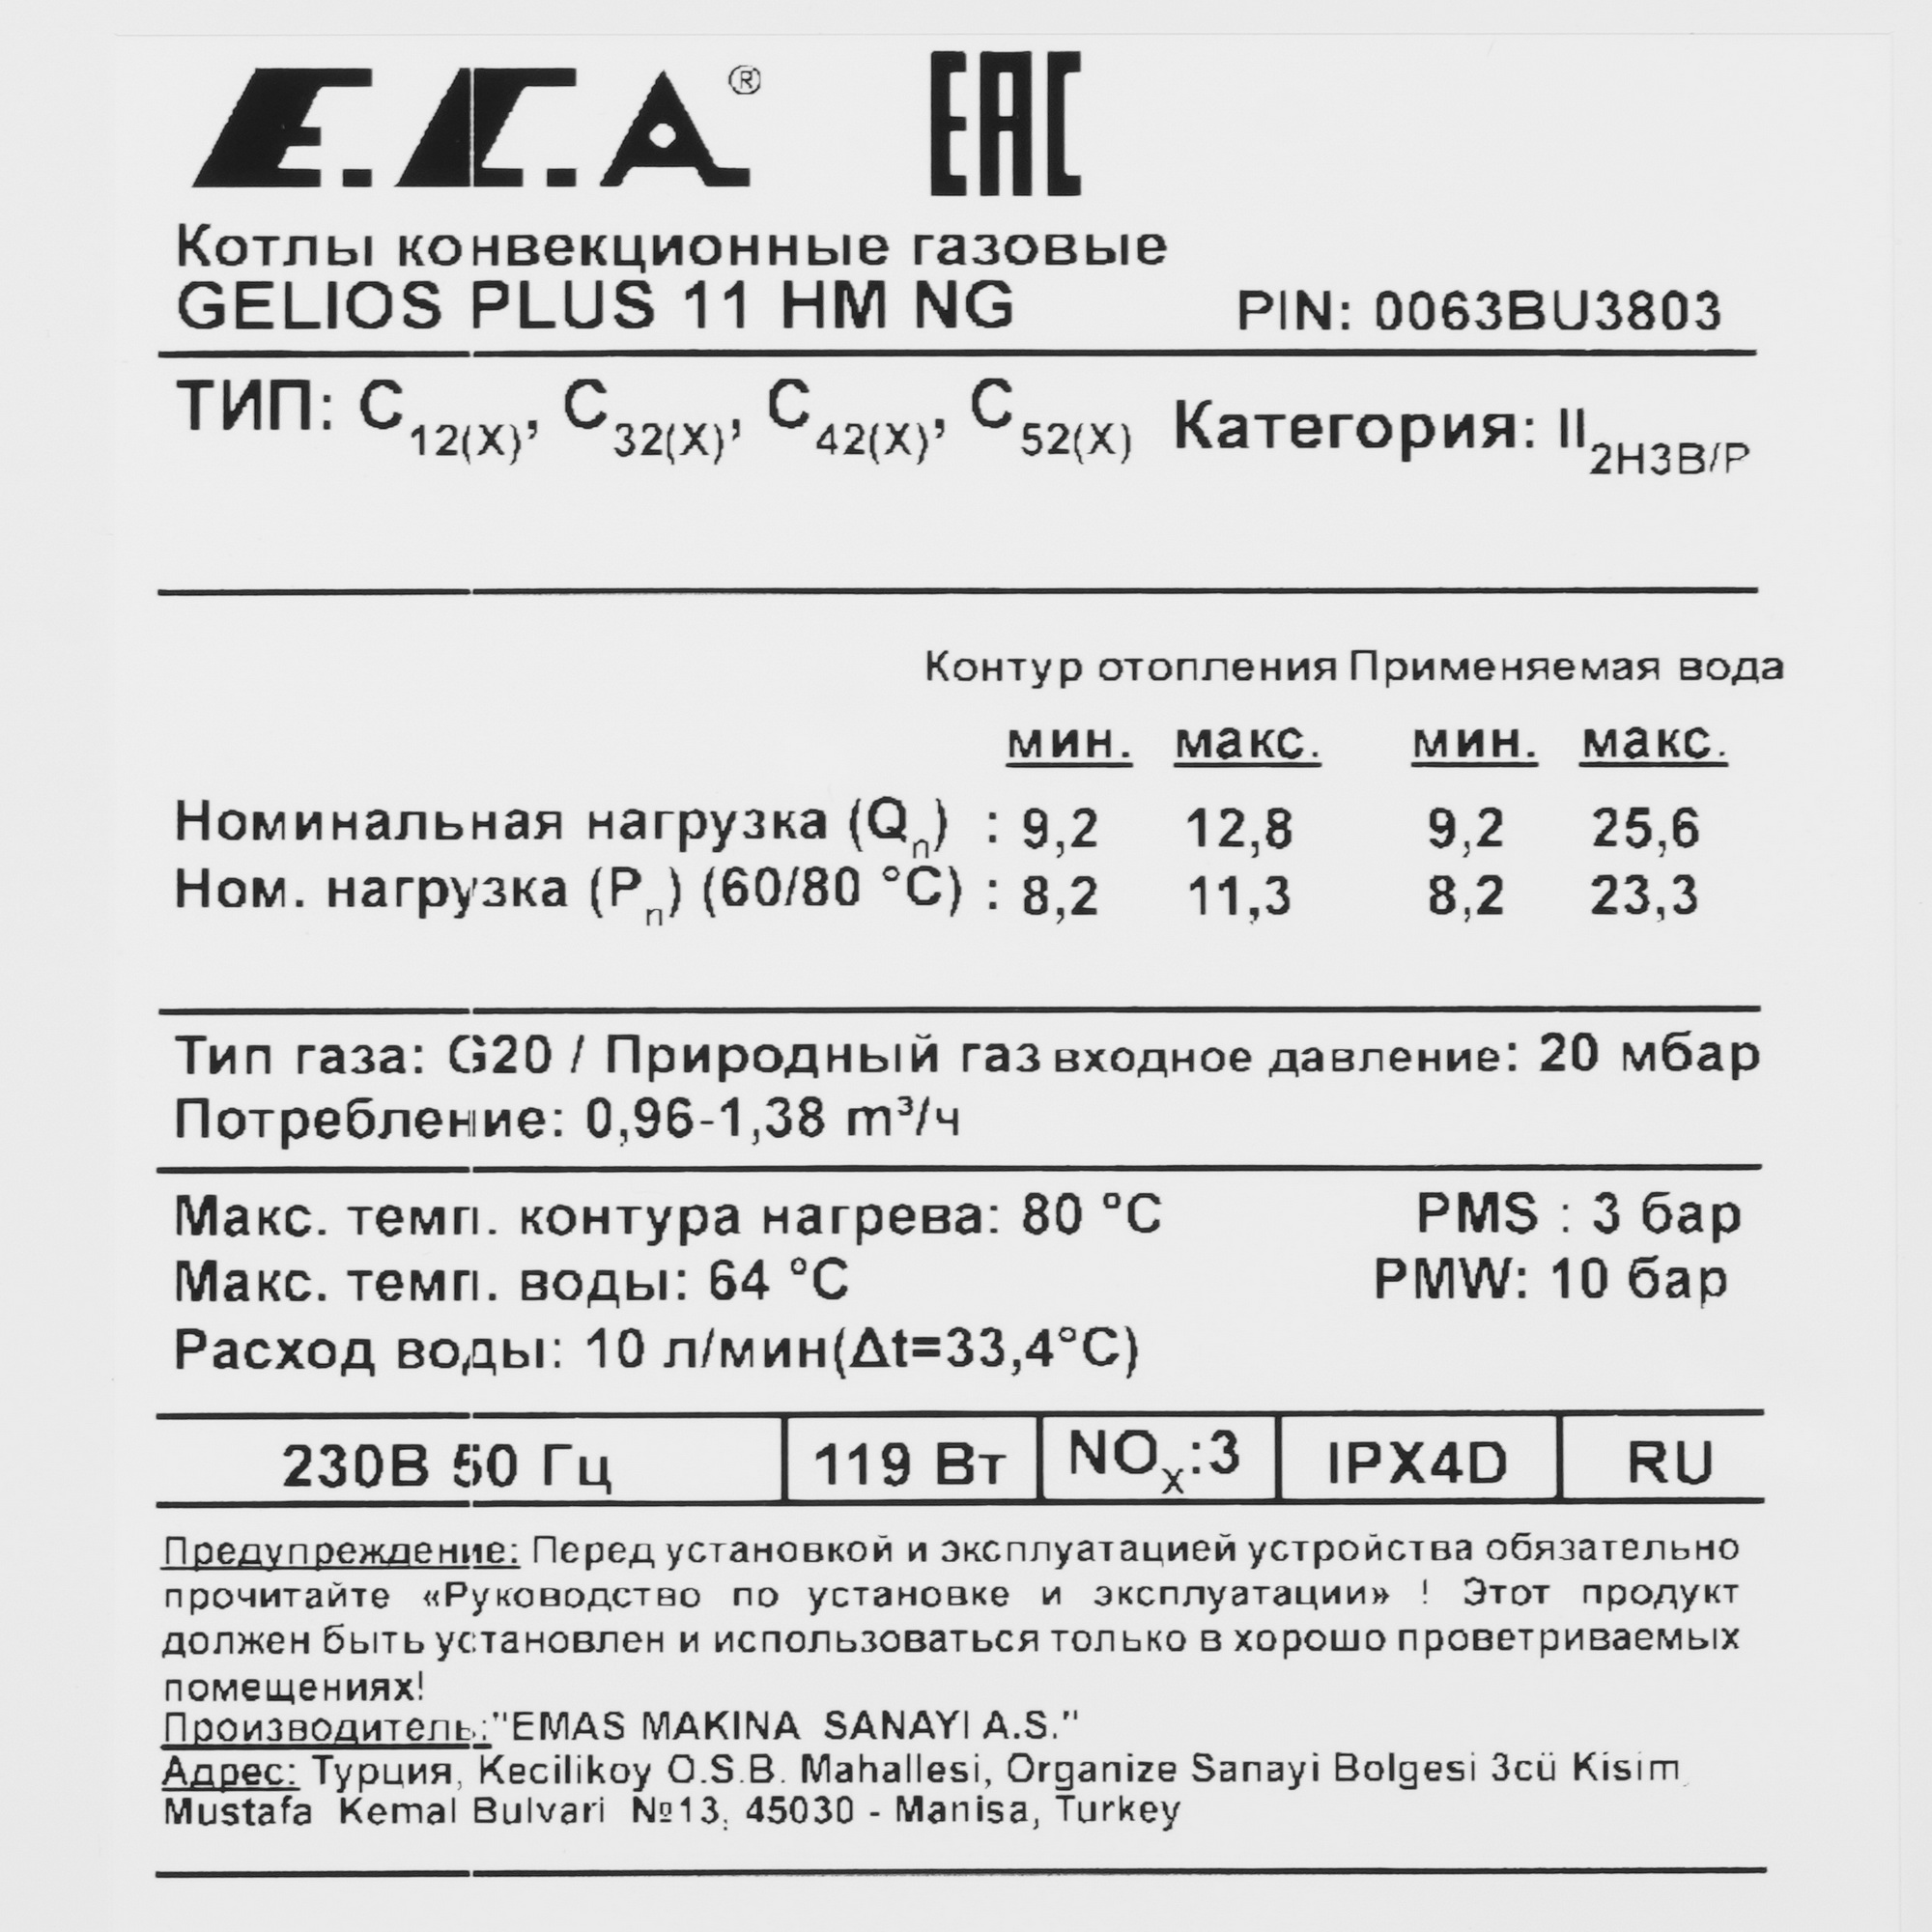 E.C.A® EAC
Котлы конвекционные газовые
GELIOS PLUS 11 HM NG PIN: 0063BU3803
ТИП: C12(X), C32(X), C42(X), C52(X) Категория: II2H3B/P
Контур отопления Применяемая вода
мин. макс. мин. макс.
Номинальная нагрузка (Qn) : 9,2 12,8 9,2 25,6
Ном. нагрузка (Pn) (60/80 °C) : 8,2 11,3 8,2 23,3
Тип газа: G20 / Природный газ входное давление: 20 мбар
Потребление: 0,96-1,38 m³/ч
Макс. темп. контура нагрева: 80 °C PMS : 3 бар
Макс. темп. воды: 64 °C PMW: 10 бар
Расход воды: 10 л/мин(Δt=33,4°C)
230В 50 Гц 119 Вт NOx:3 IPX4D RU
Предупреждение: Перед установкой и эксплуатацией устройства обязательно
прочитайте «Руководство по установке и эксплуатации» ! Этот продукт
должен быть установлен и использоваться только в хорошо проветриваемых
помещениях!
Производитель:"EMAS MAKINA SANAYI A.S."
Адрес: Турция, Kecilikoy O.S.B. Mahallesi, Organize Sanayi Bolgesi 3cü Kisim,
Mustafa Kemal Bulvari №13, 45030 - Manisa, Turkey